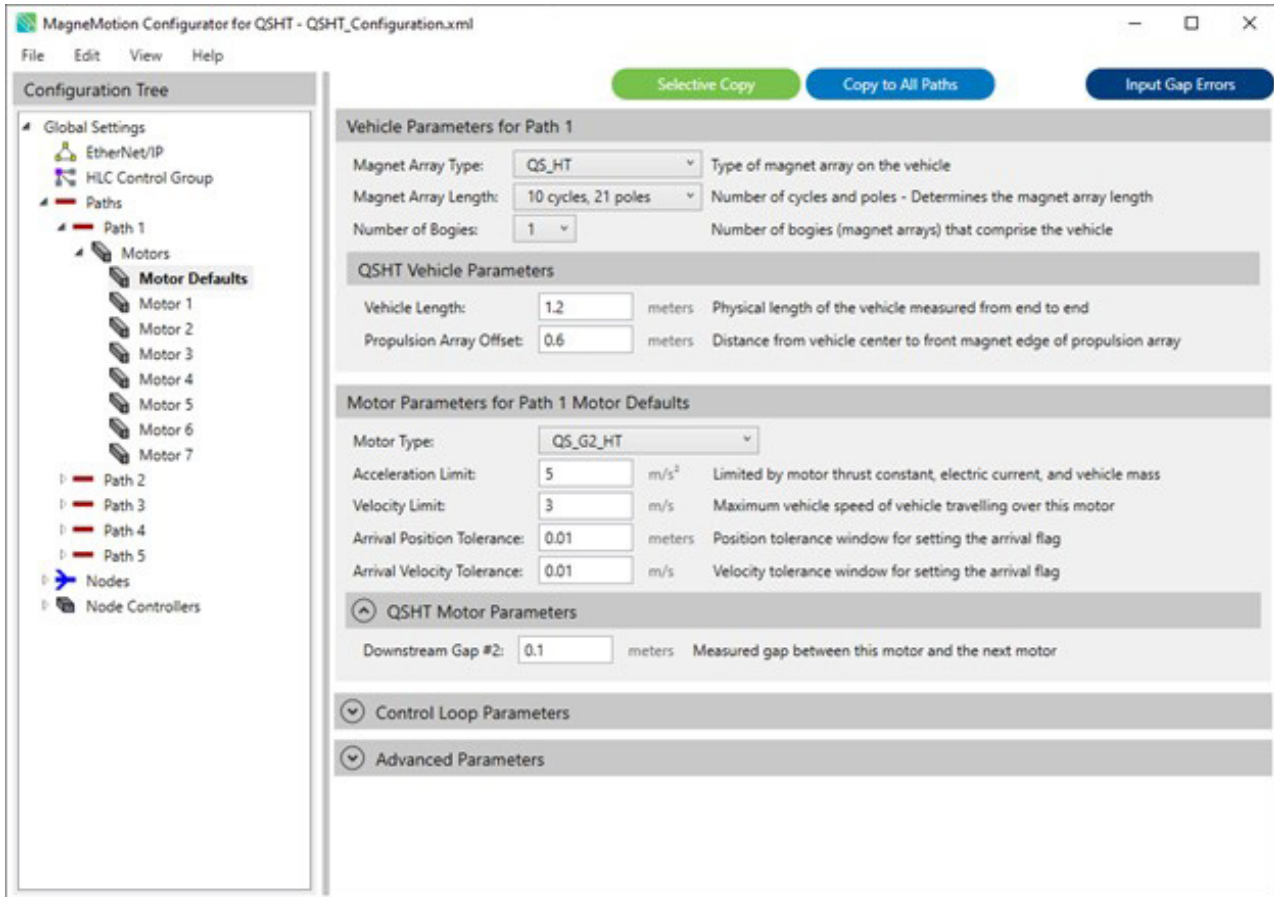 MagneMotion Configurator for QSHT - QSHT_Configuration.xml
File Edit View Help
Configuration Tree
Selective Copy Copy to All Paths Input Gap Errors
Global Settings
EtherNet/IP
HLC Control Group
Paths
Path 1
Motors
Motor Defaults
Motor 1
Motor 2
Motor 3
Motor 4
Motor 5
Motor 6
Motor 7
Path 2
Path 3
Path 4
Path 5
Nodes
Node Controllers
Vehicle Parameters for Path 1
Magnet Array Type: QS_HT Type of magnet array on the vehicle
Magnet Array Length: 10 cycles, 21 poles Number of cycles and poles - Determines the magnet array length
Number of Bogies: 1 Number of bogies (magnet arrays) that comprise the vehicle
QSHT Vehicle Parameters
Vehicle Length: 1.2 meters Physical length of the vehicle measured from end to end
Propulsion Array Offset: 0.6 meters Distance from vehicle center to front magnet edge of propulsion array
Motor Parameters for Path 1 Motor Defaults
Motor Type: QS_G2_HT
Acceleration Limit: 5 m/s² Limited by motor thrust constant, electric current, and vehicle mass
Velocity Limit: 3 m/s Maximum vehicle speed of vehicle travelling over this motor
Arrival Position Tolerance: 0.01 meters Position tolerance window for setting the arrival flag
Arrival Velocity Tolerance: 0.01 m/s Velocity tolerance window for setting the arrival flag
QSHT Motor Parameters
Downstream Gap #2: 0.1 meters Measured gap between this motor and the next motor
Control Loop Parameters
Advanced Parameters